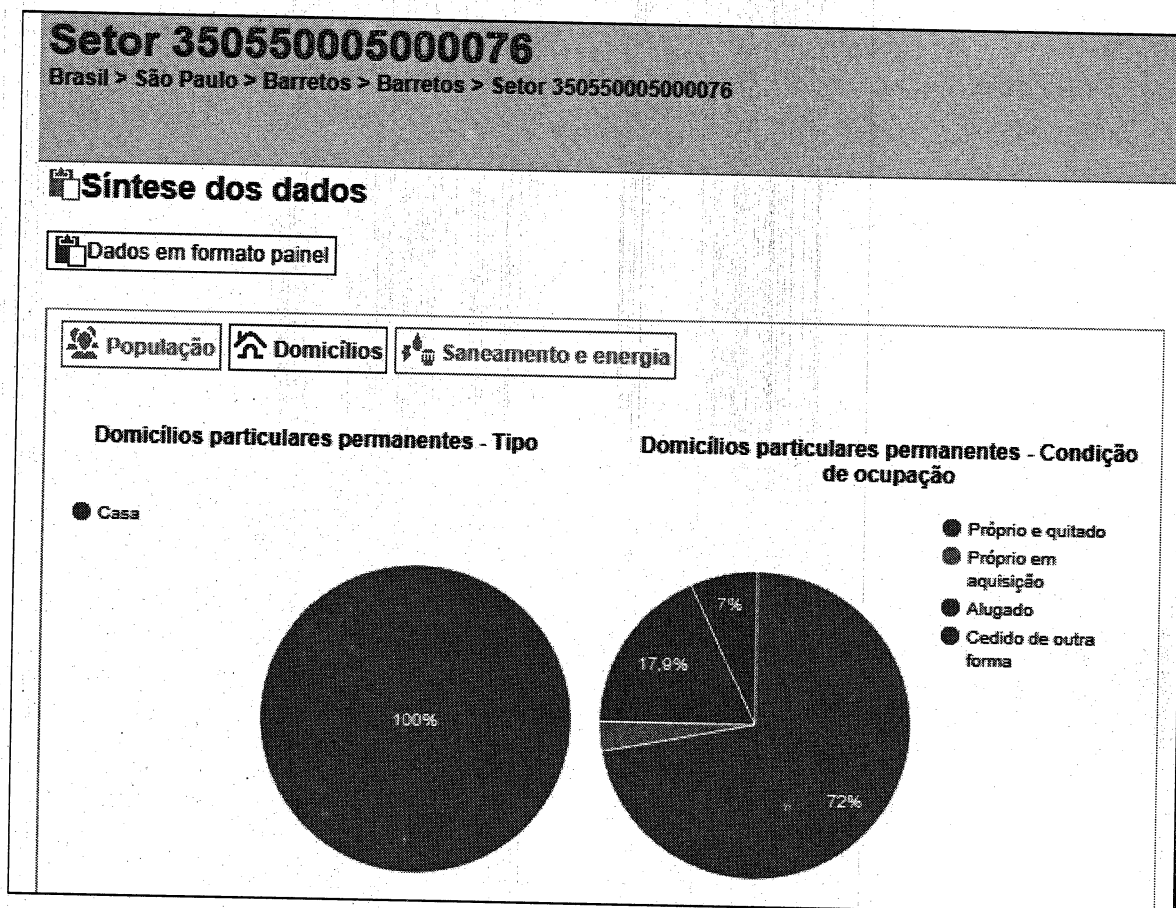 Setor 350550005000076
Brasil > São Paulo > Barretos > Barretos > Setor 350550005000076
Síntese dos dados
Dados em formato painel
População
Domicílios
Saneamento e energia
Domicílios particulares permanentes - Tipo
Casa
100%
Domicílios particulares permanentes - Condição
de ocupação
Próprio e quitado
Próprio em
aquisição
Alugado
Cedido de outra
forma
7%
17,9%
72%